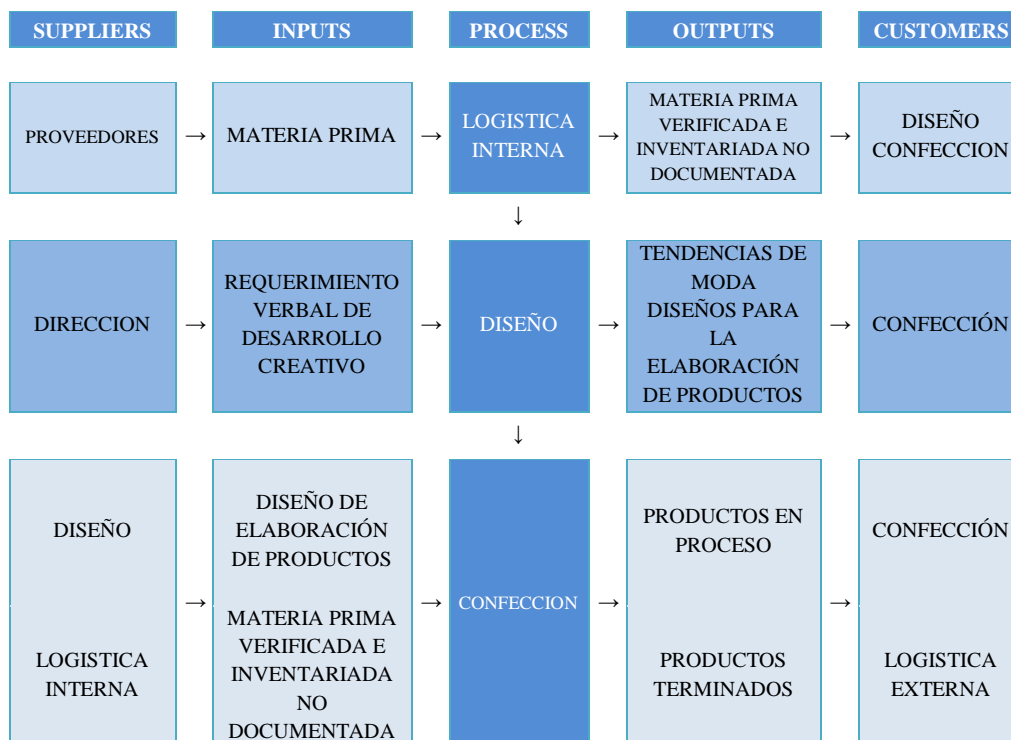 SUPPLIERS
INPUTS
PROCESS
OUTPUTS
CUSTOMERS
PROVEEDORES
→
MATERIA PRIMA
→
LOGISTICA
INTERNA
→
MATERIA PRIMA
VERIFICADA E
INVENTARIADA NO
DOCUMENTADA
→
DISEÑO
CONFECCION
↓
DIRECCION
→
REQUERIMIENTO
VERBAL DE
DESARROLLO
CREATIVO
→
DISEÑO
→
TENDENCIAS DE
MODA
DISEÑOS PARA
LA
ELABORACIÓN
DE PRODUCTOS
→
CONFECCIÓN
↓
DISEÑO
LOGISTICA
INTERNA
→
DISEÑO DE
ELABORACIÓN
DE PRODUCTOS
MATERIA PRIMA
VERIFICADA E
INVENTARIADA
NO
DOCUMENTADA
→
CONFECCION
→
PRODUCTOS EN
PROCESO
PRODUCTOS
TERMINADOS
→
CONFECCIÓN
LOGISTICA
EXTERNA